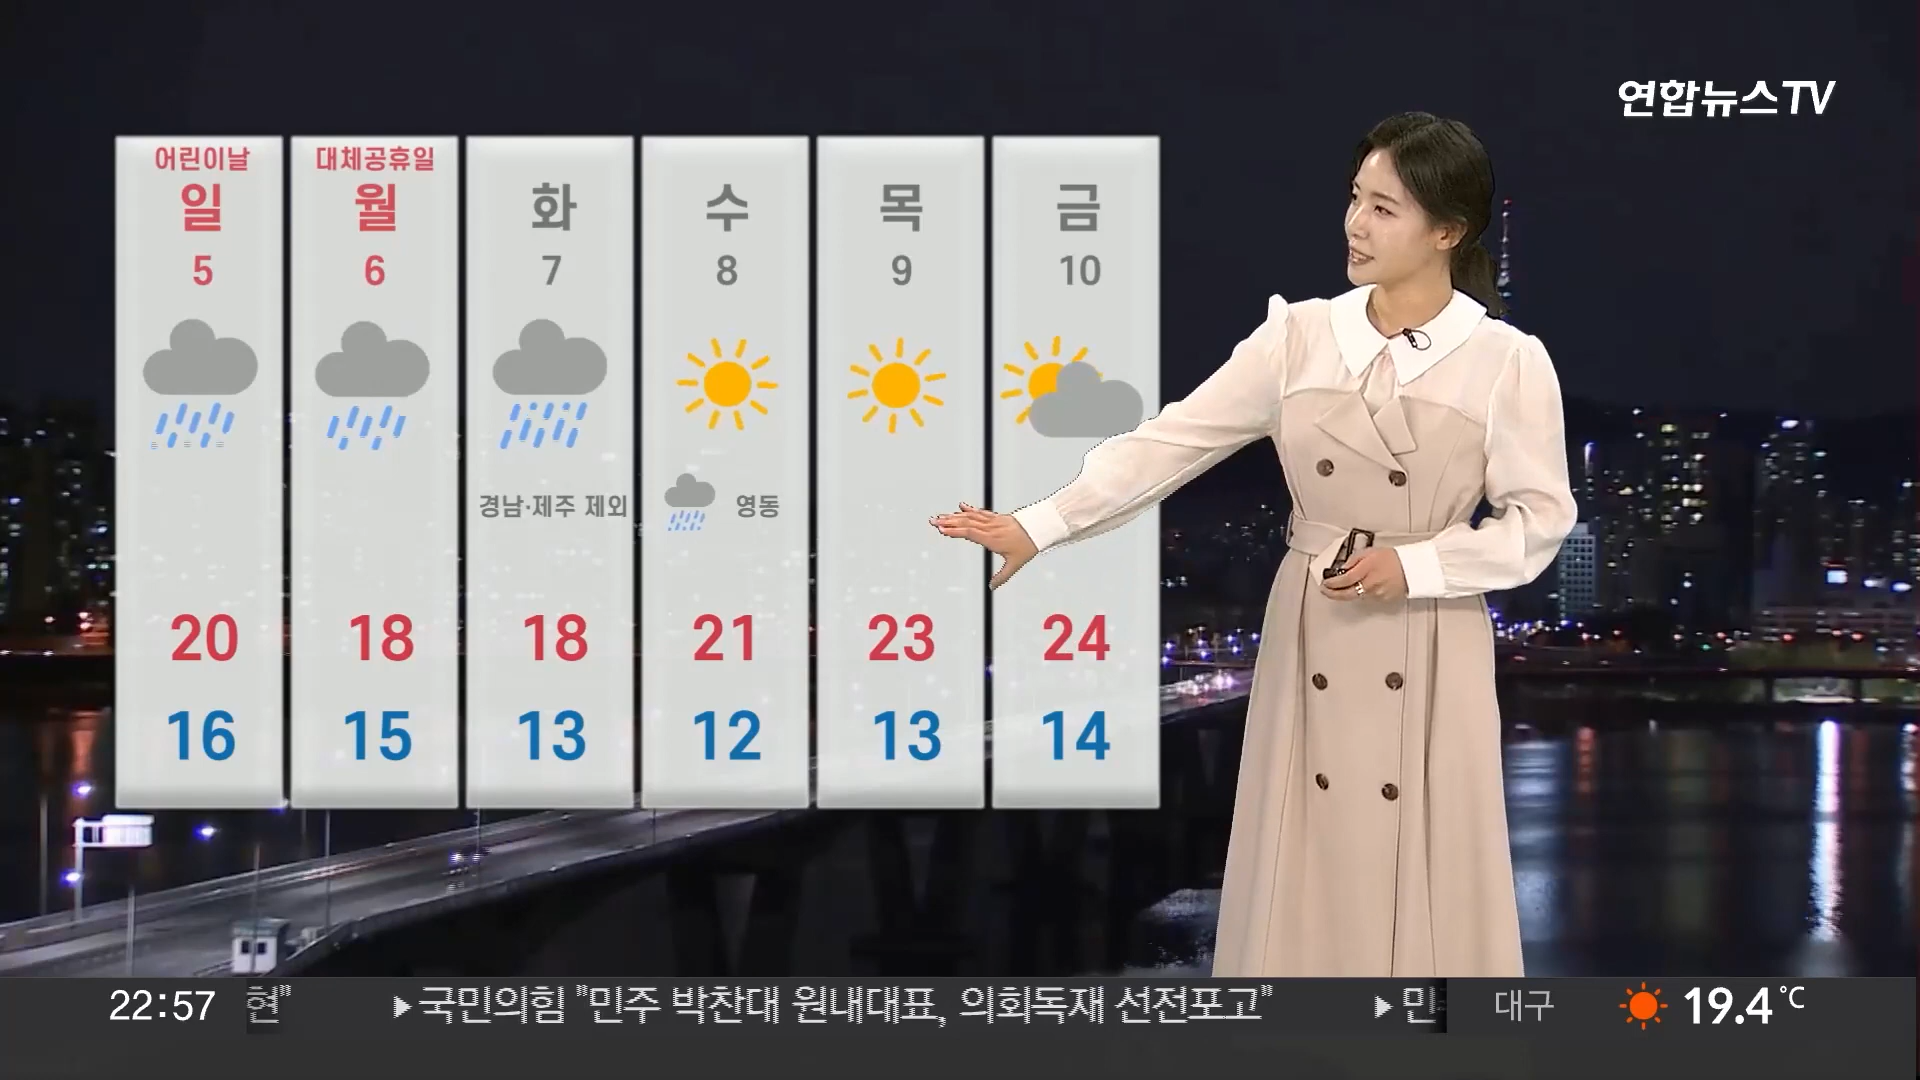 연합뉴스TV
어린이날
일
5
20
16
대체공휴일
월
6
18
15
화
7
경남·제주 제외
18
13
수
8
영동
21
12
목
9
23
13
금
10
24
14
22:57 현" ▶국민의힘 "민주 박찬대 원내대표, 의회독재 선전포고" ▶민 대구 19.4℃